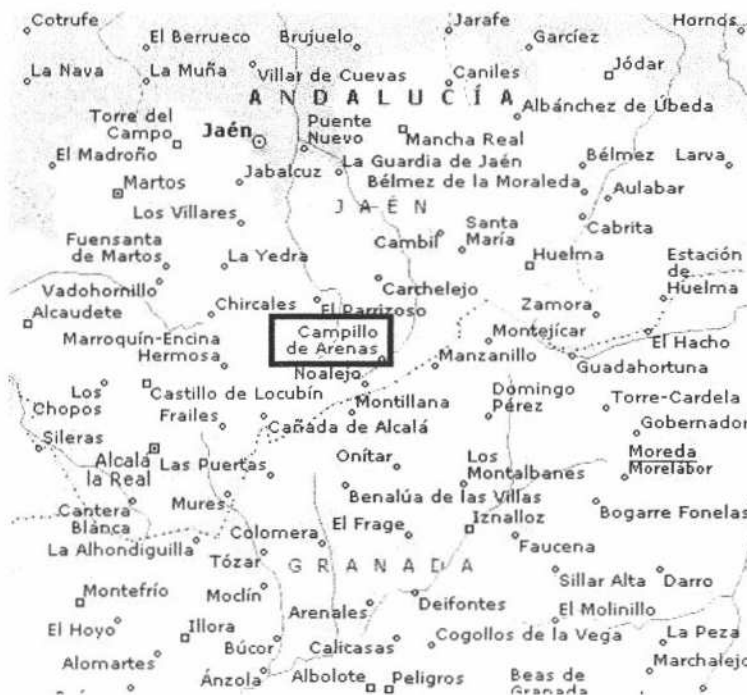 Cotrufe
Jarafe
Hornos
El Berrueco
Brujuelo
Garcíez
La Nava
La Muña
Villar de Cuevas
Caniles
Jódar
ANDALUCÍA
Albánchez de Úbeda
Torre del
Campo
Jaén
Puente
Nuevo
Mancha Real
El Madroño
La Guardia de Jaén
Bélmez
Larva
Martos
Jabalcuz
Bélmez de la Moraleda
Aulabar
Los Villares
JAÉN
Cabrita
Fuensanta
de Martos
La Yedra
Cambil
Santa
María
Huelma
Estación
de
Huelma
Vadohornillo
Carchelejo
Alcaudete
Chircales
El Parrizoso
Zamora
Marroquín-Encina
Hermosa
Campillo
de Arenas
Montejícar
El Hacho
Noalejo
Manzanillo
Guadahortuna
Los
Chopos
Castillo de Locubín
Montillana
Domingo
Pérez
Torre-Cardela
Frailes
Cañada de Alcalá
Gobernador
Sileras
Alcalá
la Real
Las Puertas
Onítar
Los
Montalbanes
Moreda
Morelábor
Cantera
Blánca
Mures
Benalúa de las Villas
Iznalloz
Bogarre
Fonelas
La Alhondiguilla
Colomera
El Frage
Faucena
Tózar
GRANADA
Sillar Alta
Darro
Montefrío
Moclín
Arenales
Deifontes
El Molinillo
El Hoyo
Illora
Búcor
Calicasas
Cogollos de la Vega
La Peza
Alomartes
Ánzola
Albolote
Peligros
Beas de
Granada
Marchalejo